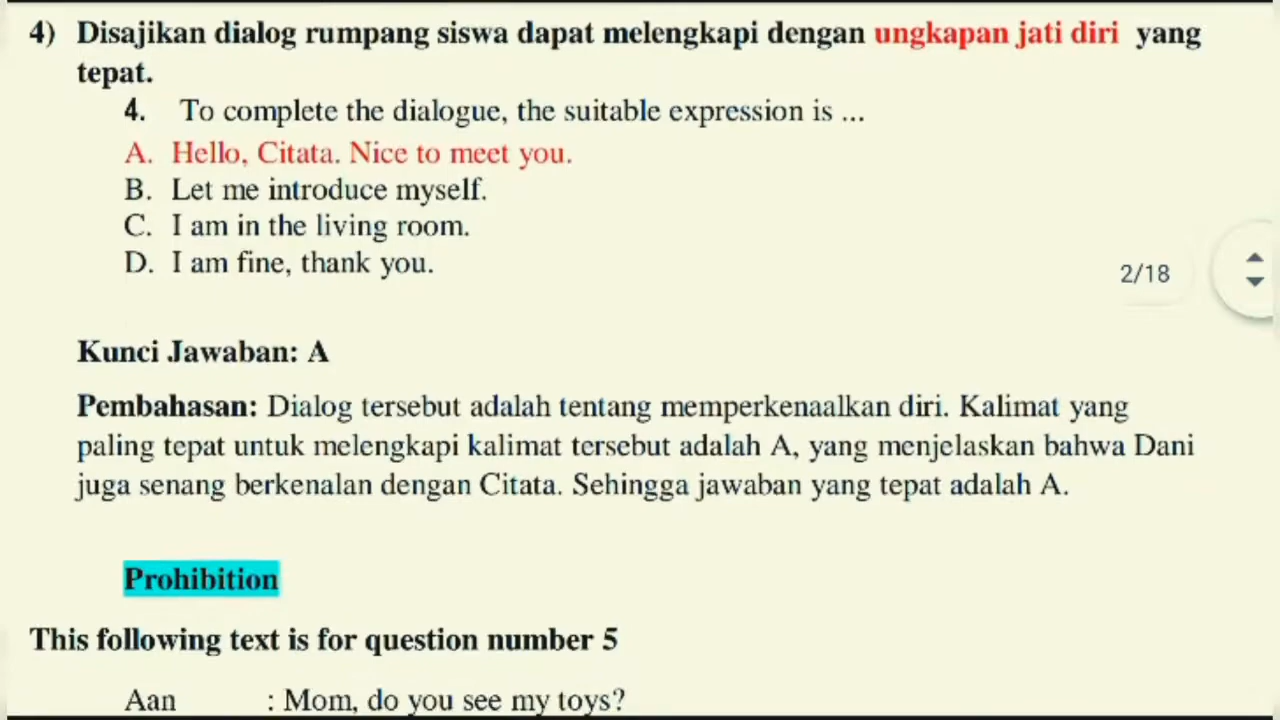 4) Disajikan dialog rumpang siswa dapat melengkapi dengan ungkapan jati diri yang
tepat.
4. To complete the dialogue, the suitable expression is ...
A. Hello, Citata. Nice to meet you.
B. Let me introduce myself.
C. I am in the living room.
D. I am fine, thank you.
2/18
Kunci Jawaban: A
Pembahasan: Dialog tersebut adalah tentang memperkenaalkan diri. Kalimat yang
paling tepat untuk melengkapi kalimat tersebut adalah A, yang menjelaskan bahwa Dani
juga senang berkenalan dengan Citata. Sehingga jawaban yang tepat adalah A.
Prohibition
This following text is for question number 5
Aan : Mom, do you see my toys?